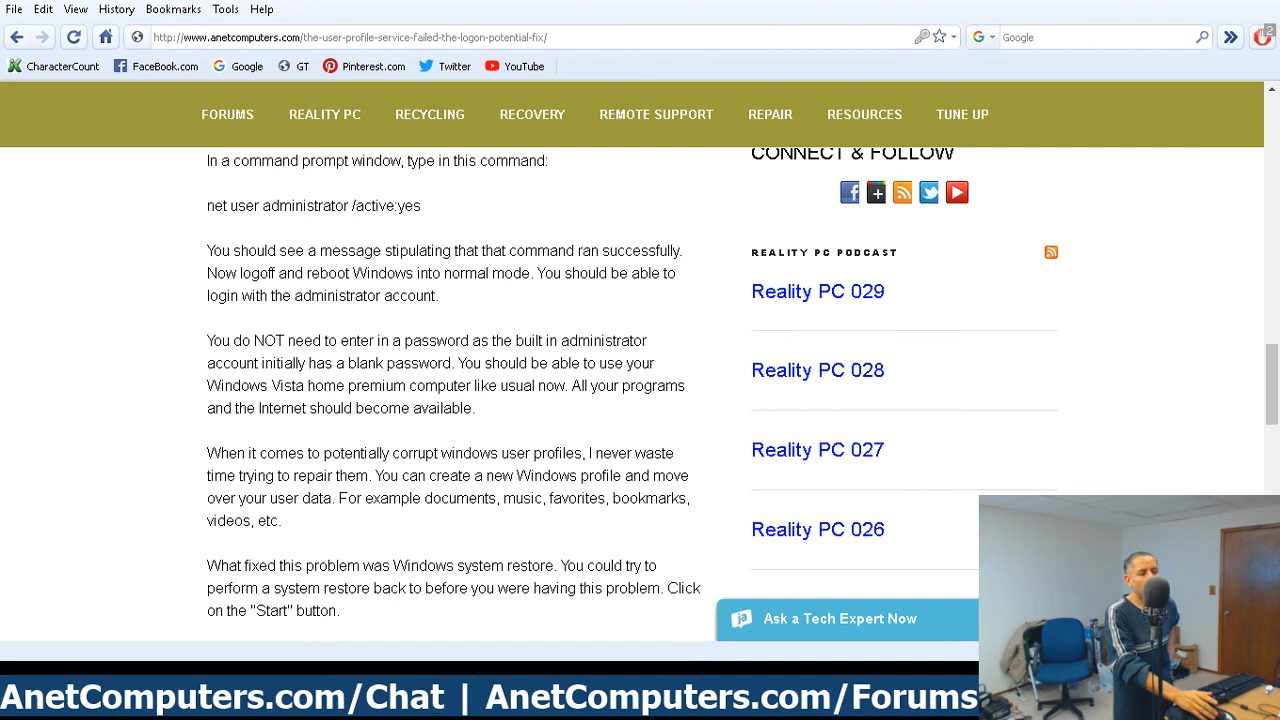 File Edit View History Bookmarks Tools Help
http://www.anetcomputers.com/the-user-profile-service-failed-the-logon-potential-fix/
Google
2
CharacterCount FaceBook.com Google GT Pinterest.com Twitter YouTube
FORUMS REALITY PC RECYCLING RECOVERY REMOTE SUPPORT REPAIR RESOURCES TUNE UP
In a command prompt window, type in this command:
net user administrator /active:yes
You should see a message stipulating that that command ran successfully.
Now logoff and reboot Windows into normal mode. You should be able to
login with the administrator account.
You do NOT need to enter in a password as the built in administrator
account initially has a blank password. You should be able to use your
Windows Vista home premium computer like usual now. All your programs
and the Internet should become available.
When it comes to potentially corrupt windows user profiles, I never waste
time trying to repair them. You can create a new Windows profile and move
over your user data. For example documents, music, favorites, bookmarks,
videos, etc.
What fixed this problem was Windows system restore. You could try to
perform a system restore back to before you were having this problem. Click
on the "Start" button.
CONNECT & FOLLOW
REALITY PC PODCAST
Reality PC 029
Reality PC 028
Reality PC 027
Reality PC 026
ja Ask a Tech Expert Now
AnetComputers.com/Chat | AnetComputers.com/Forums